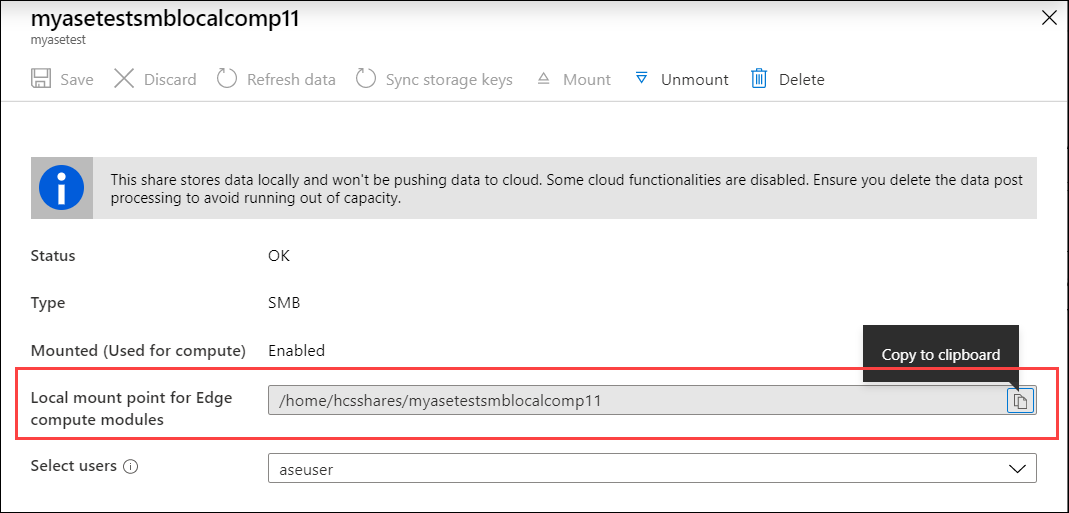 myasetestsmblocalcomp11
myasetest
Save Discard Refresh data Sync storage keys Mount Unmount Delete
This share stores data locally and won't be pushing data to cloud. Some cloud functionalities are disabled. Ensure you delete the data post
processing to avoid running out of capacity.
Status OK
Type SMB
Mounted (Used for compute) Enabled
Copy to clipboard
Local mount point for Edge
compute modules
/home/hcsshares/myasetestsmblocalcomp11
Select users aseuser